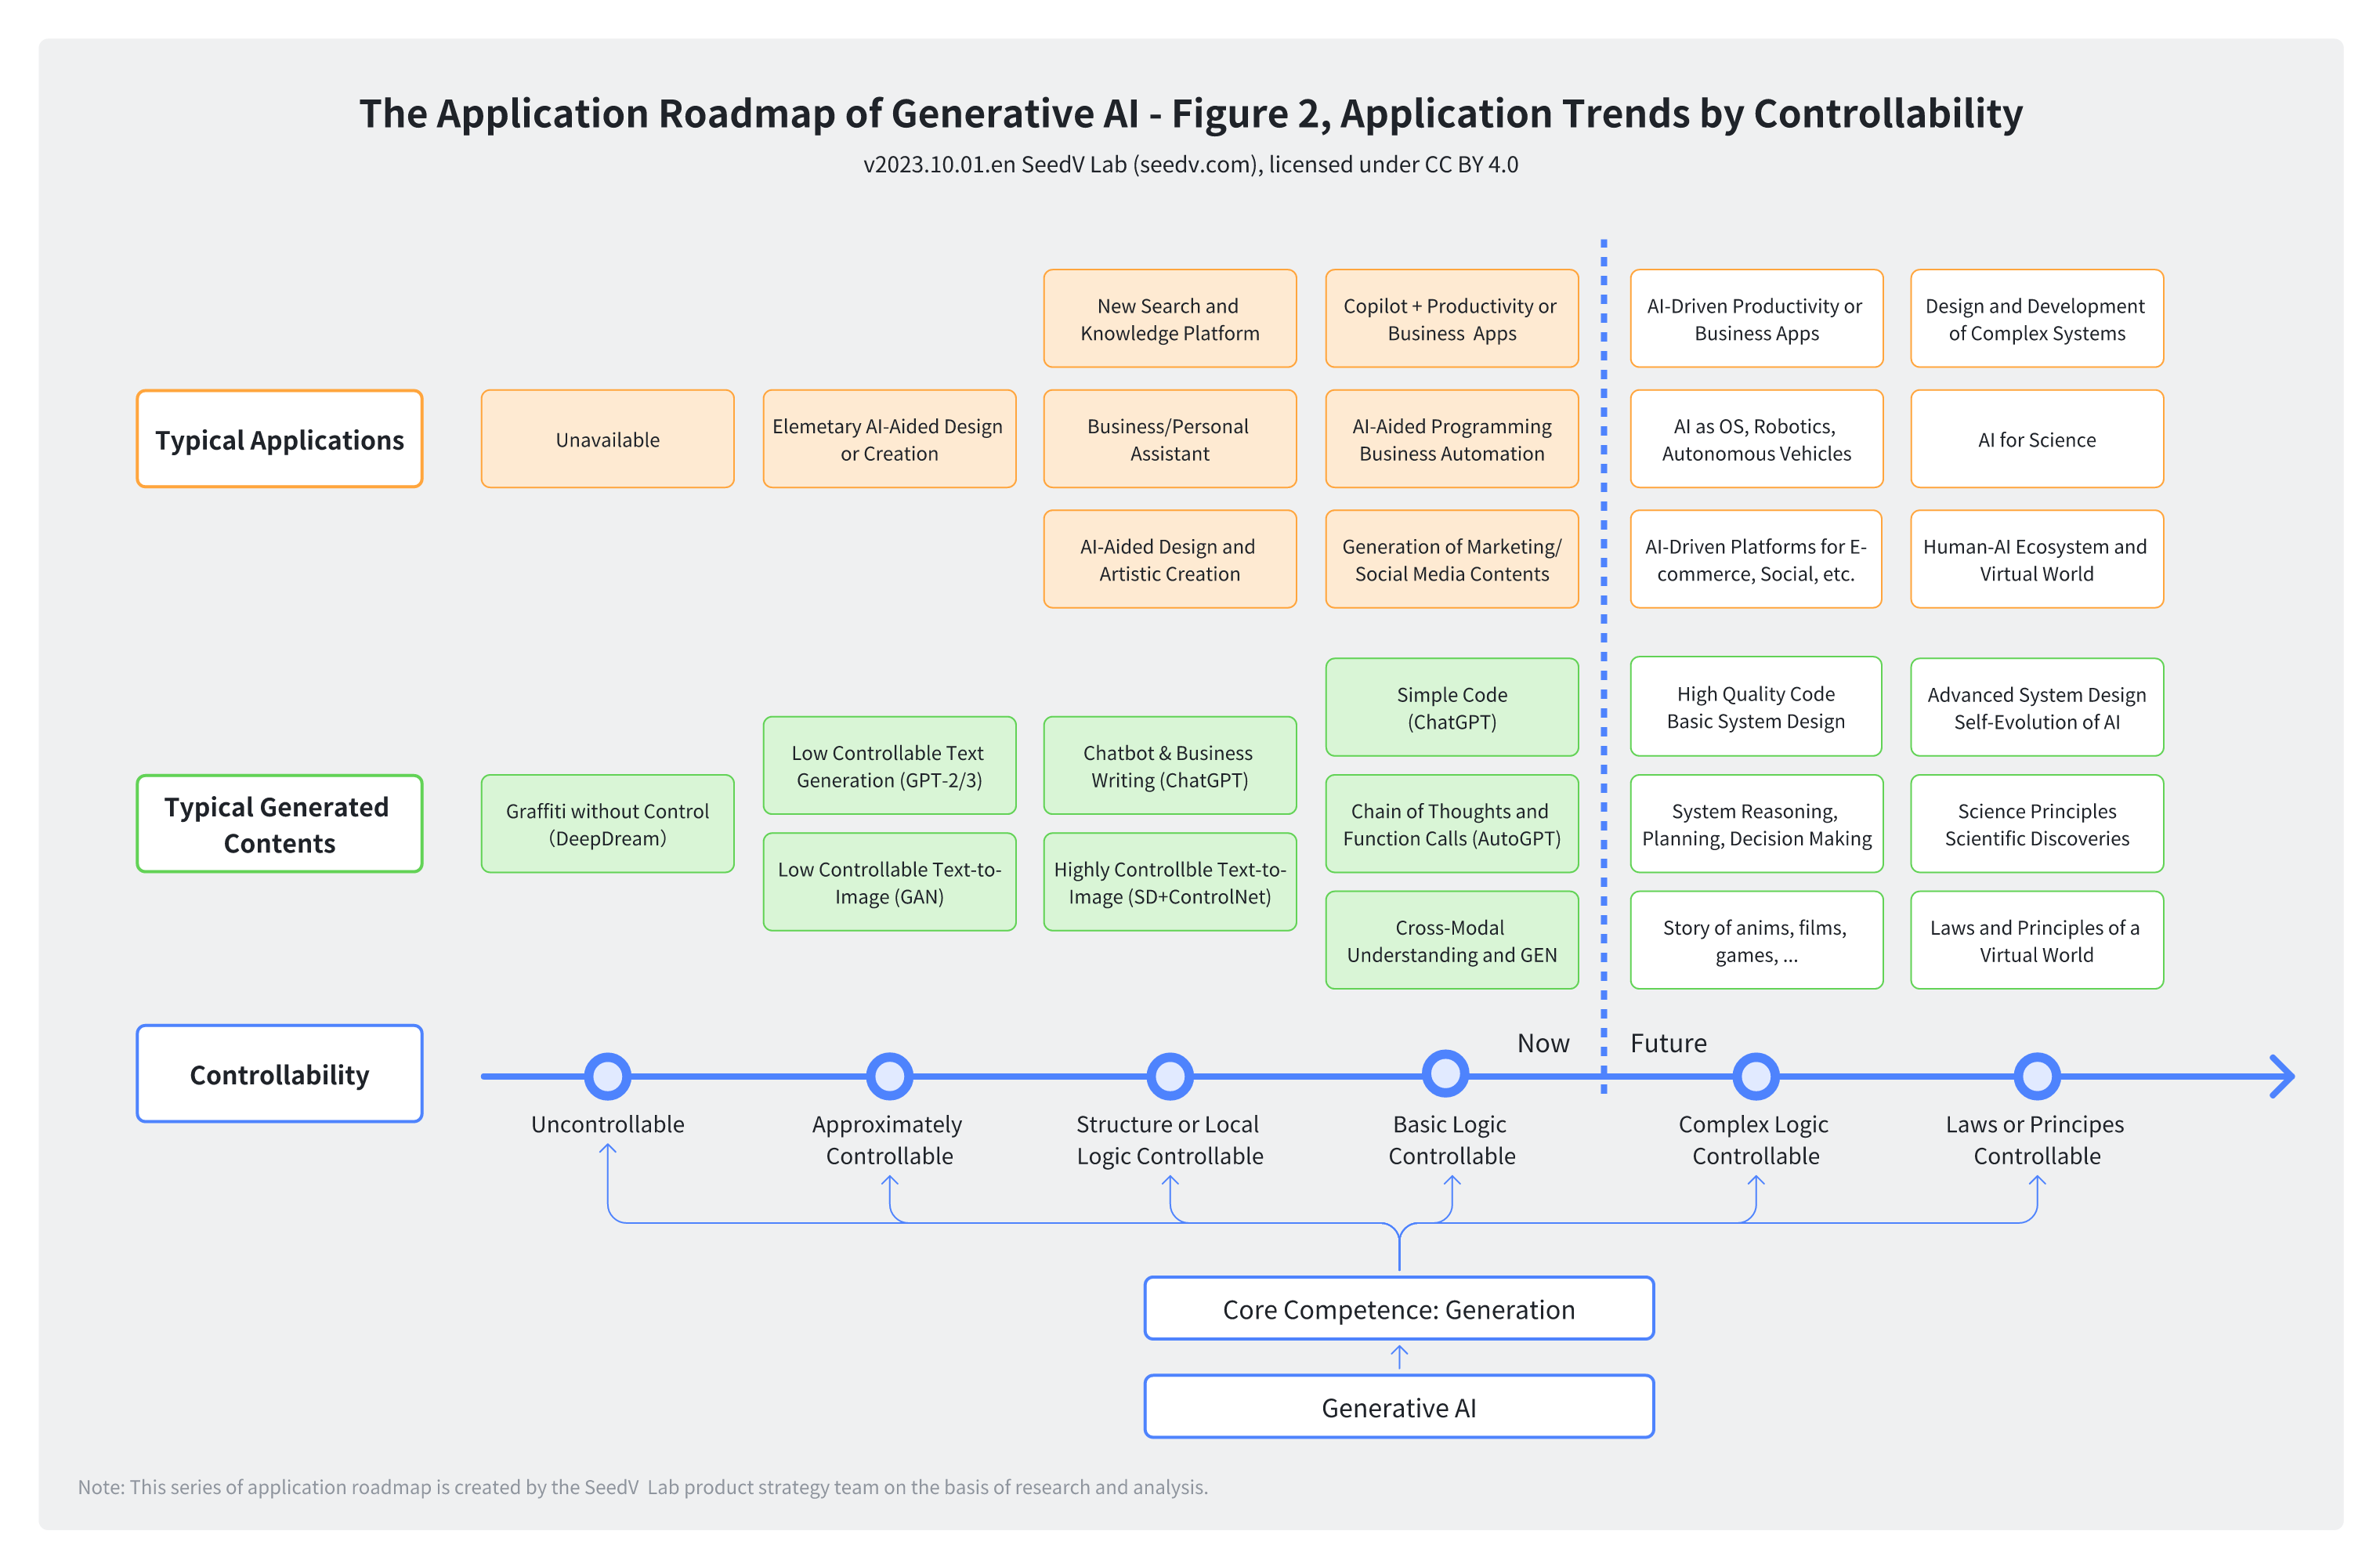 The Application Roadmap of Generative AI - Figure 2, Application Trends by Controllability
v2023.10.01.en SeedV Lab (seedv.com), licensed under CC BY 4.0
Typical Applications
Unavailable
Elemetary AI-Aided Design
or Creation
New Search and
Knowledge Platform
Business/Personal
Assistant
AI-Aided Design and
Artistic Creation
Copilot + Productivity or
Business Apps
AI-Aided Programming
Business Automation
Generation of Marketing/
Social Media Contents
AI-Driven Productivity or
Business Apps
AI as OS, Robotics,
Autonomous Vehicles
AI-Driven Platforms for E-
commerce, Social, etc.
Design and Development
of Complex Systems
AI for Science
Human-AI Ecosystem and
Virtual World
Typical Generated
Contents
Graffiti without Control
(DeepDream)
Low Controllable Text
Generation (GPT-2/3)
Low Controllable Text-to-
Image (GAN)
Chatbot & Business
Writing (ChatGPT)
Highly Controllble Text-to-
Image (SD+ControlNet)
Simple Code
(ChatGPT)
Chain of Thoughts and
Function Calls (AutoGPT)
Cross-Modal
Understanding and GEN
High Quality Code
Basic System Design
System Reasoning,
Planning, Decision Making
Story of anims, films,
games, ...
Advanced System Design
Self-Evolution of AI
Science Principles
Scientific Discoveries
Laws and Principles of a
Virtual World
Now
Future
Controllability
Uncontrollable
Approximately
Controllable
Structure or Local
Logic Controllable
Basic Logic
Controllable
Complex Logic
Controllable
Laws or Principes
Controllable
Core Competence: Generation
Generative AI
Note: This series of application roadmap is created by the SeedV Lab product strategy team on the basis of research and analysis.